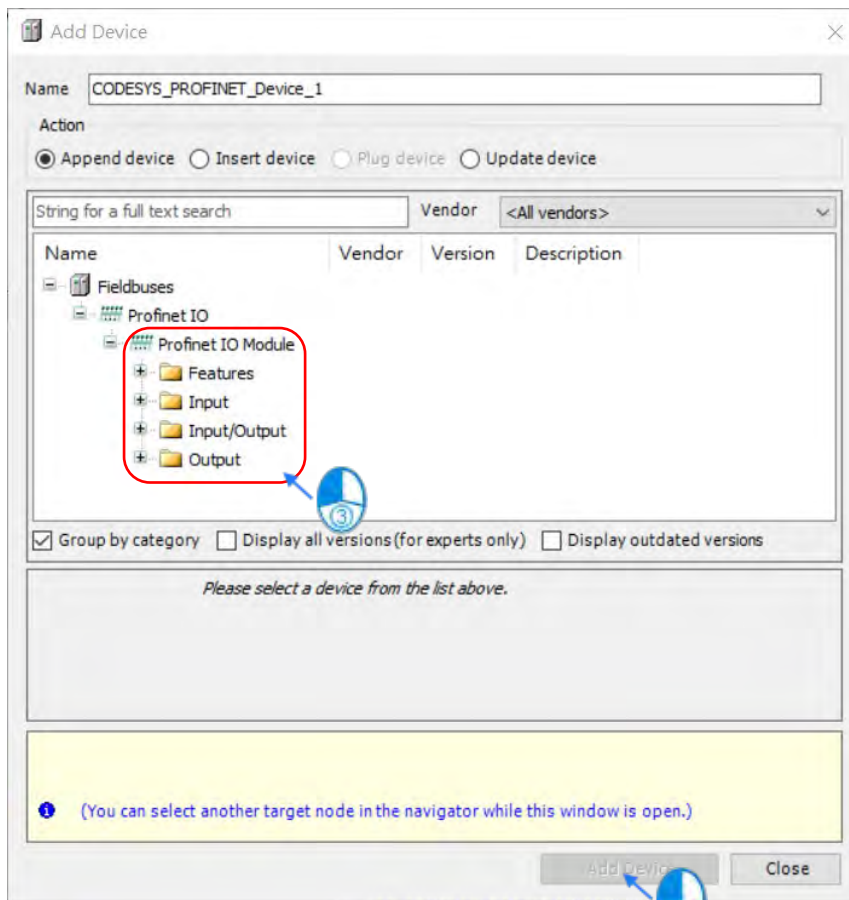 Add Device
Name CODESYS_PROFINET_Device_1
Action
Append device Insert device Plug device Update device
String for a full text search Vendor <All vendors>
Name Vendor Version Description
Fieldbuses
Profinet IO
Profinet IO Module
Features
Input
Input/Output
Output
③
Group by category Display all versions (for experts only) Display outdated versions
Please select a device from the list above.
(You can select another target node in the navigator while this window is open.)
Add Device Close